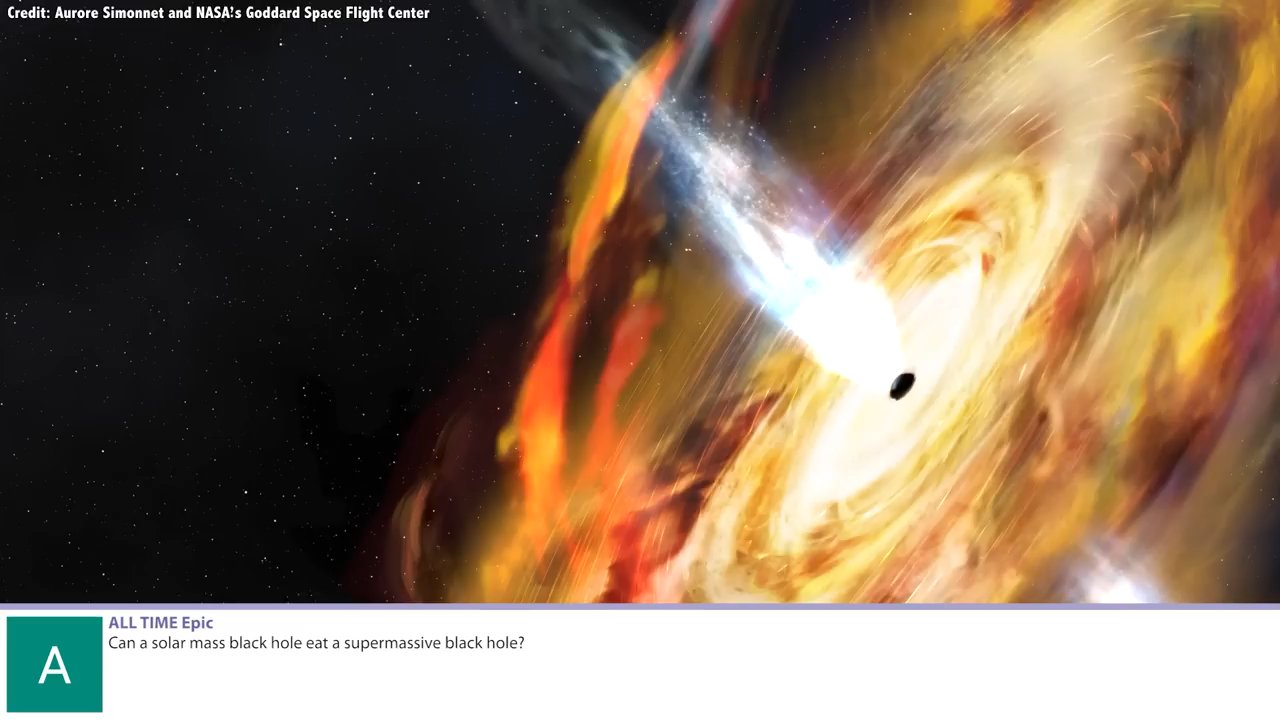 Credit: Aurore Simonnet and NASA's Goddard Space Flight Center
ALL TIME Epic
Can a solar mass black hole eat a supermassive black hole?
A